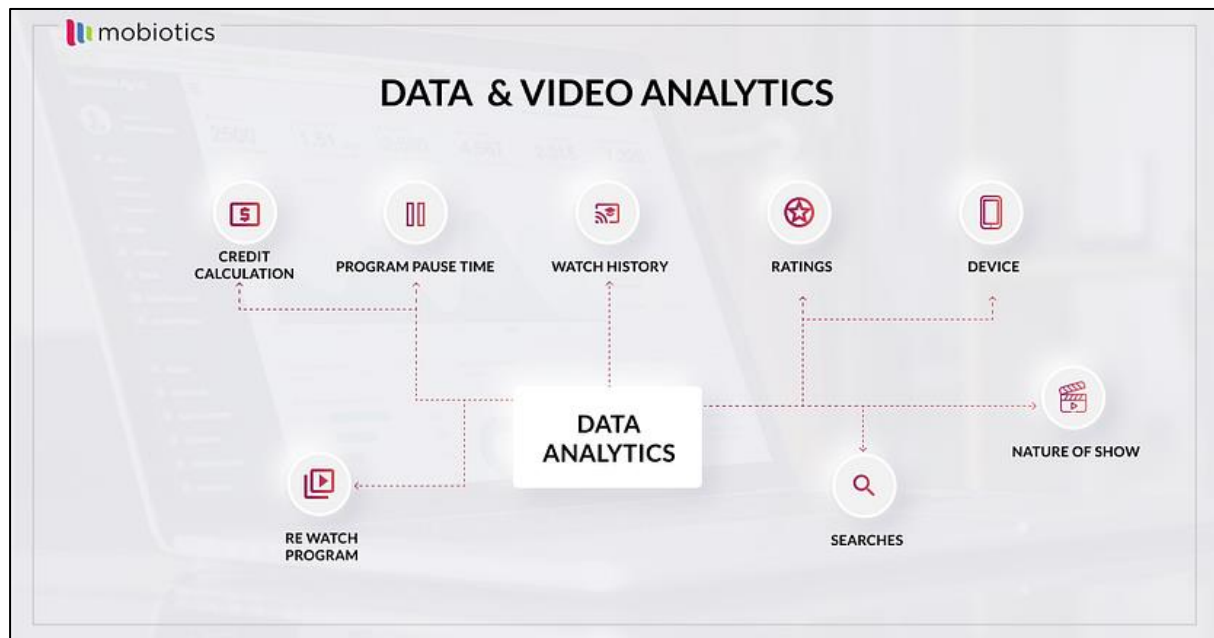 mobiotics
DATA & VIDEO ANALYTICS
CREDIT
CALCULATION
PROGRAM PAUSE TIME
WATCH HISTORY
RATINGS
DEVICE
DATA
ANALYTICS
NATURE OF SHOW
RE WATCH
PROGRAM
SEARCHES